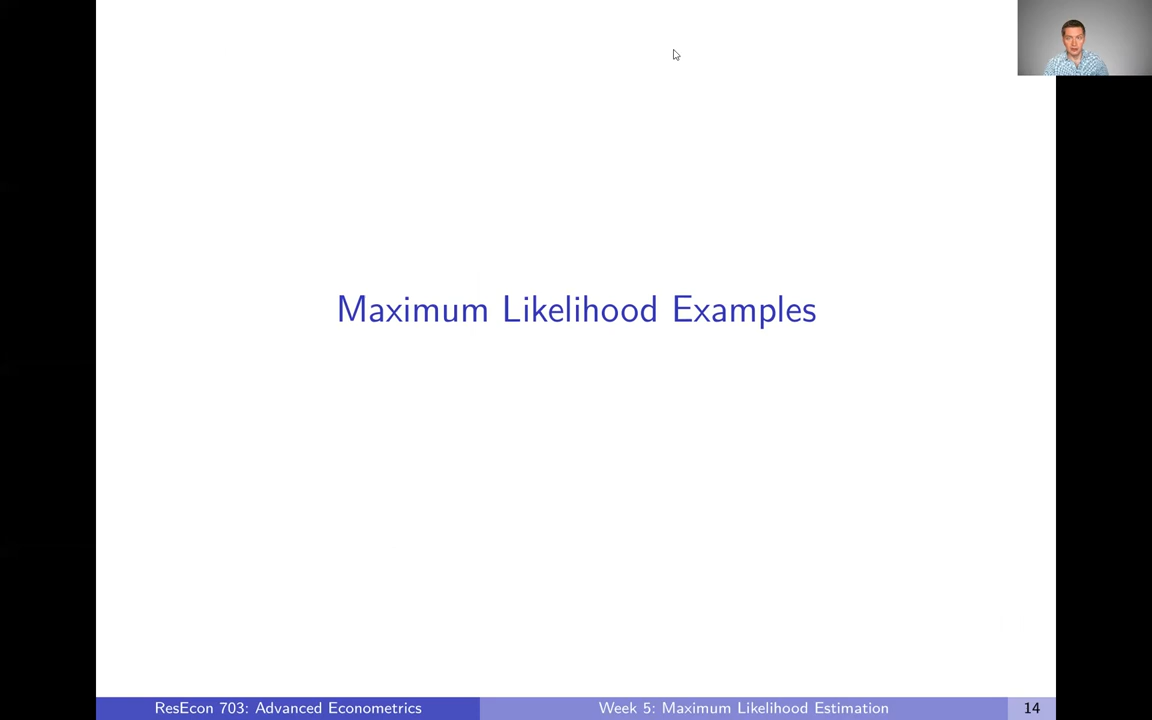 Maximum Likelihood Examples
ResEcon 703: Advanced Econometrics
Week 5: Maximum Likelihood Estimation
14